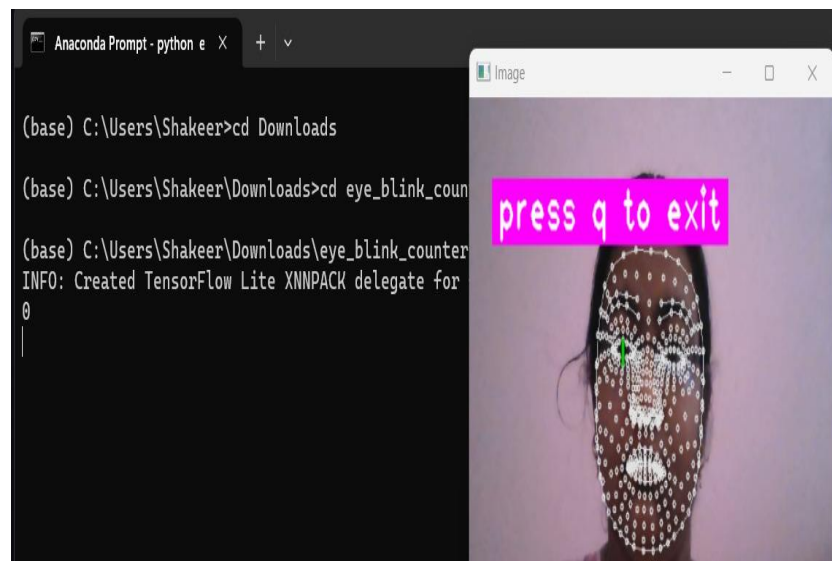 Anaconda Prompt - python e
Image
(base) C:\Users\Shakeer>cd Downloads
(base) C:\Users\Shakeer\Downloads>cd eye_blink_coun
(base) C:\Users\Shakeer\Downloads\eye_blink_counter
INFO: Created TensorFlow Lite XNNPACK delegate for
0
press q to exit